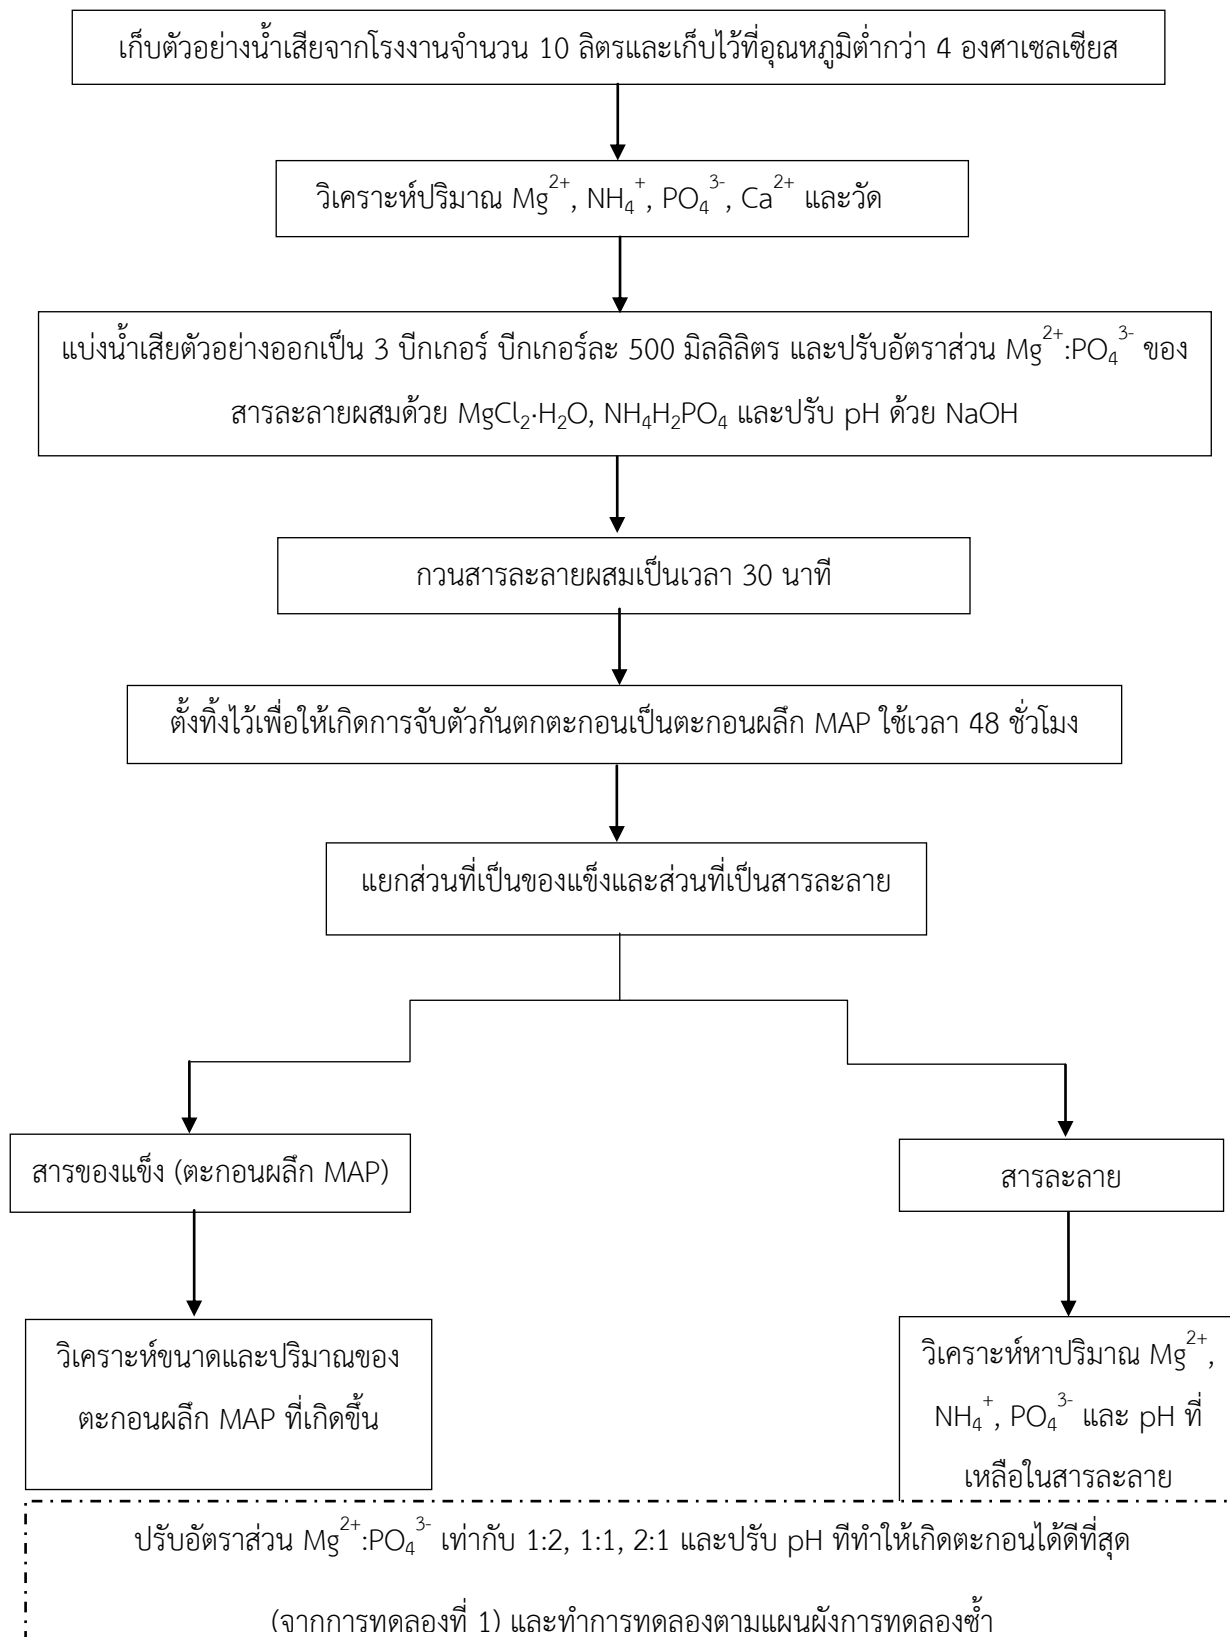 เก็บตัวอย่างน้ำเสียจากโรงงานจำนวน 10 ลิตรและเก็บไว้ที่อุณหภูมิต่ำกว่า 4 องศาเซลเซียส
วิเคราะห์ปริมาณ Mg²⁺, NH₄⁺, PO₄³⁻, Ca²⁺ และวัด
แบ่งน้ำเสียตัวอย่างออกเป็น 3 บีกเกอร์ บีกเกอร์ละ 500 มิลลิลิตร และปรับอัตราส่วน Mg²⁺:PO₄³⁻ ของ
สารละลายผสมด้วย MgCl₂·H₂O, NH₄H₂PO₄ และปรับ pH ด้วย NaOH
กวนสารละลายผสมเป็นเวลา 30 นาที
ตั้งทิ้งไว้เพื่อให้เกิดการจับตัวกันตกตะกอนเป็นตะกอนผลึก MAP ใช้เวลา 48 ชั่วโมง
แยกส่วนที่เป็นของแข็งและส่วนที่เป็นสารละลาย
สารของแข็ง (ตะกอนผลึก MAP)
สารละลาย
วิเคราะห์ขนาดและปริมาณของ
ตะกอนผลึก MAP ที่เกิดขึ้น
วิเคราะห์หาปริมาณ Mg²⁺,
NH₄⁺, PO₄³⁻ และ pH ที่
เหลือในสารละลาย
ปรับอัตราส่วน Mg²⁺:PO₄³⁻ เท่ากับ 1:2, 1:1, 2:1 และปรับ pH ทีทำให้เกิดตะกอนได้ดีที่สุด
(จากการทดลองที่ 1) และทำการทดลองตามแผนผังการทดลองซ้ำ